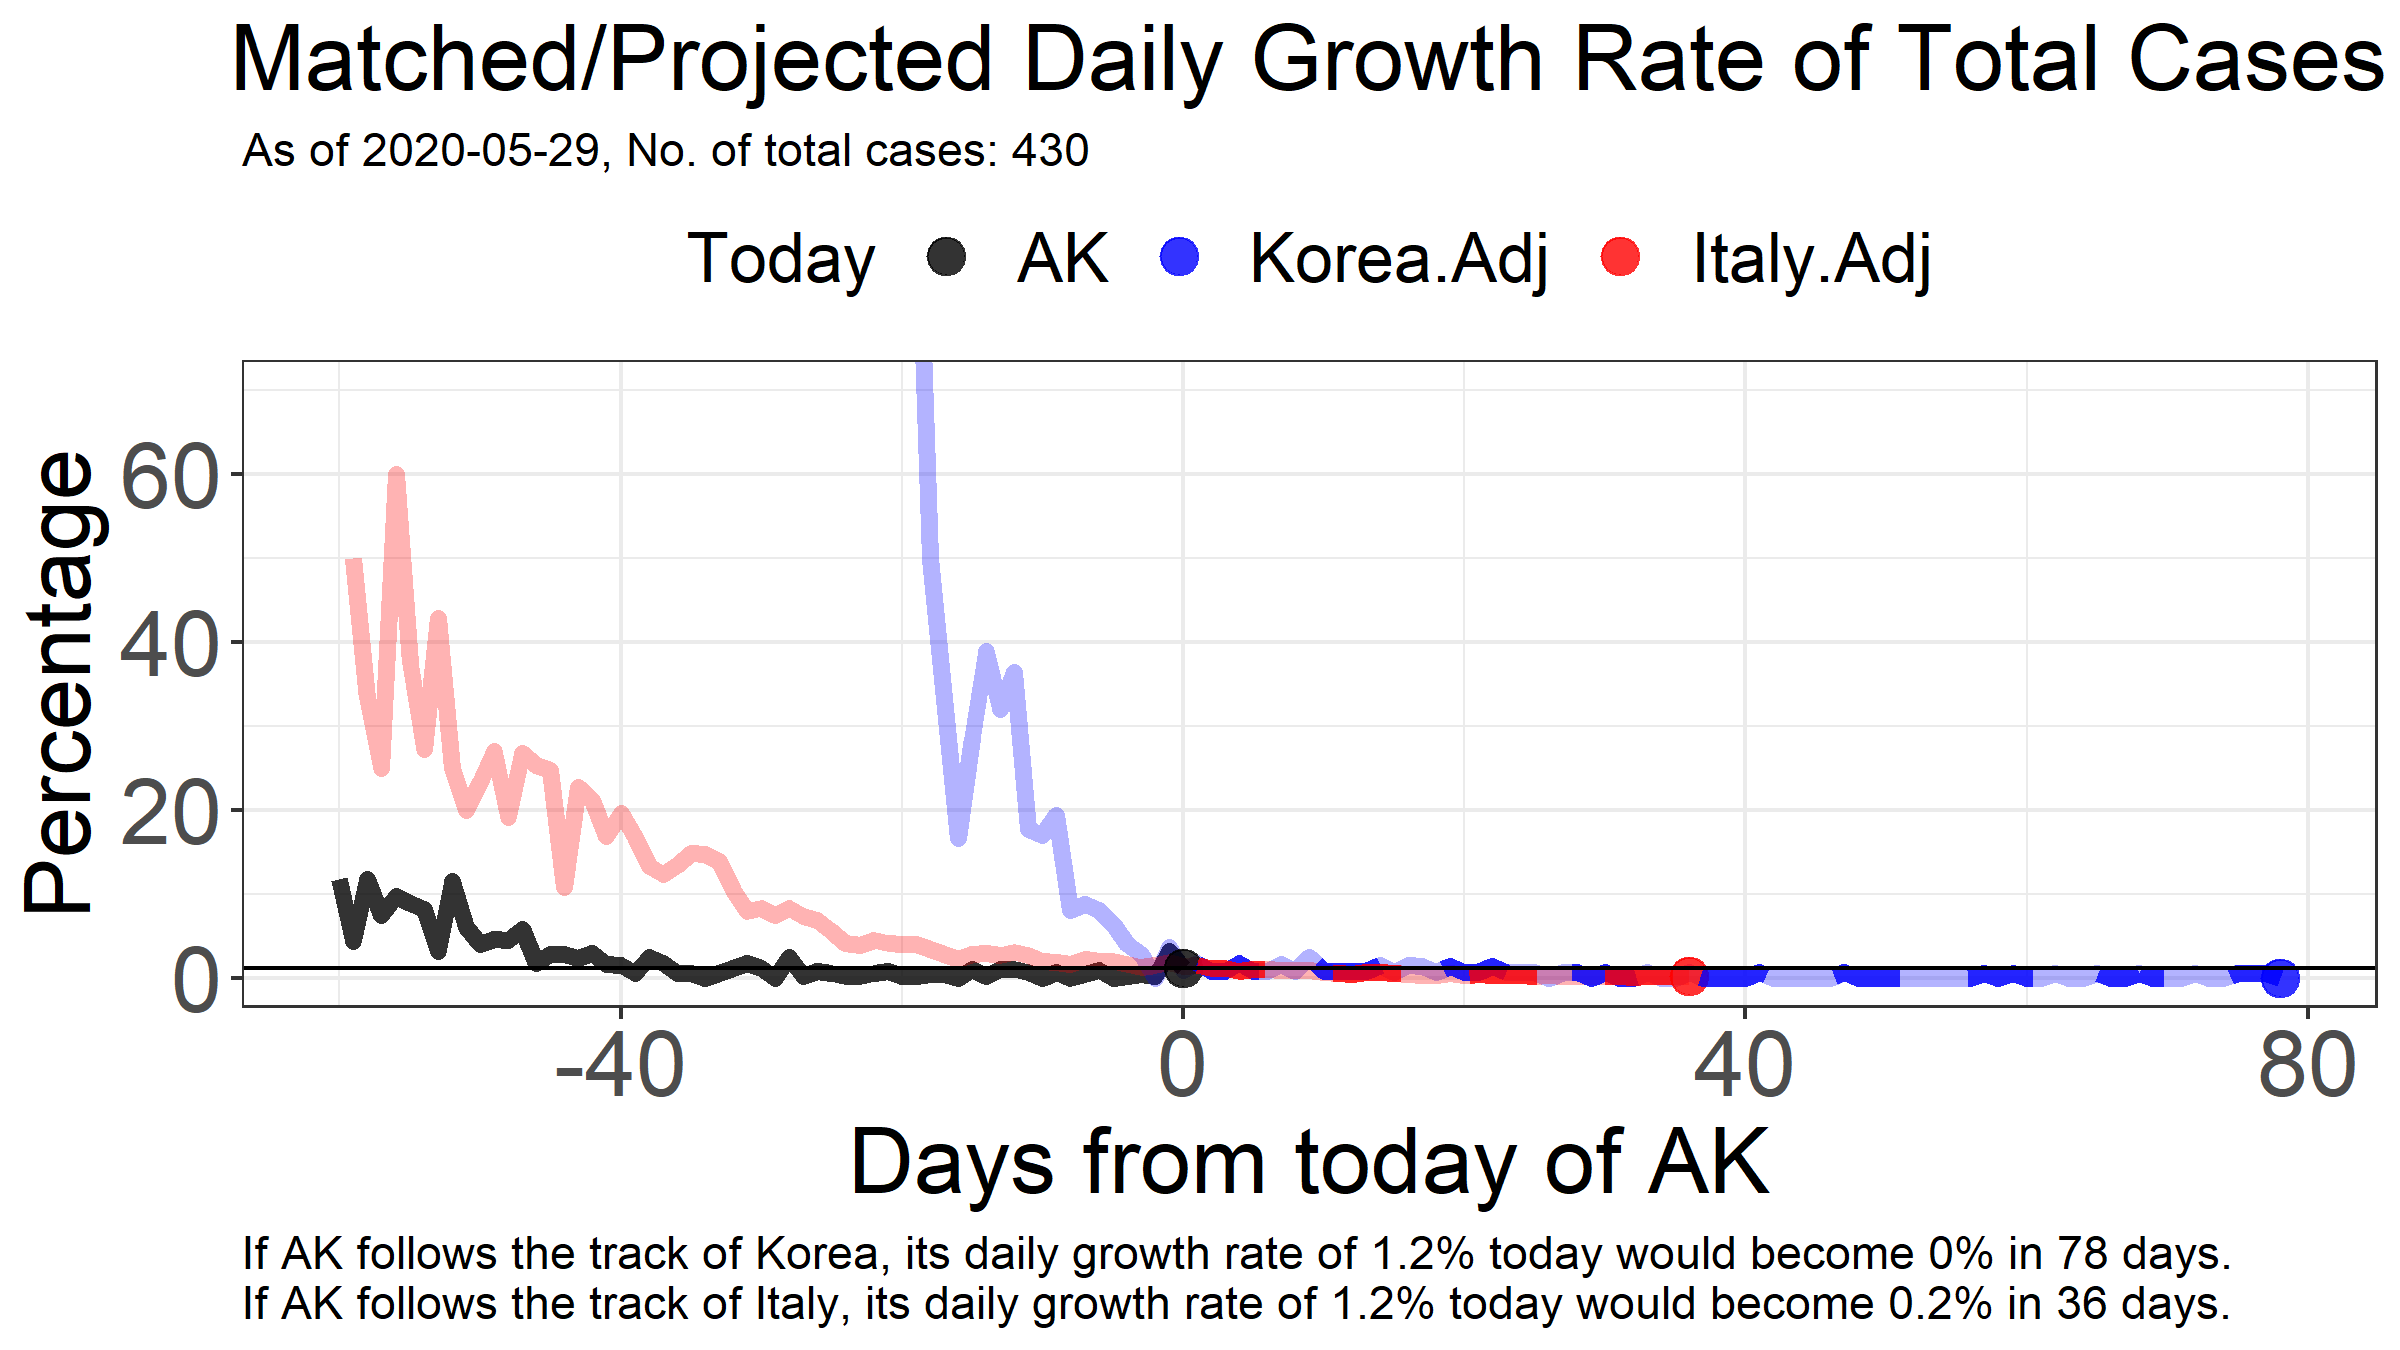 Matched/Projected Daily Growth Rate of Total Cases
As of 2020-05-29, No. of total cases: 430
Today AK Korea.Adj Italy.Adj
Percentage
60
40
20
0
-40 0 40 80
Days from today of AK
If AK follows the track of Korea, its daily growth rate of 1.2% today would become 0% in 78 days.
If AK follows the track of Italy, its daily growth rate of 1.2% today would become 0.2% in 36 days.